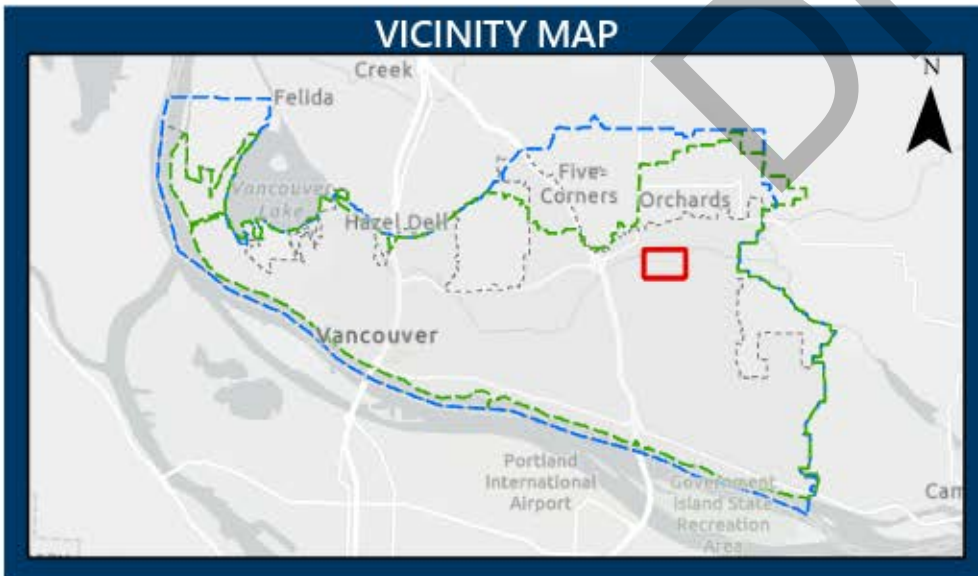 VICINITY MAP
Creek
N
Felida
Five
Corners
Vancouver
Lake
Orchards
Hazel Dell
Vancouver
Portland
International
Airport
Government
Island State
Recreation
Area
Cam